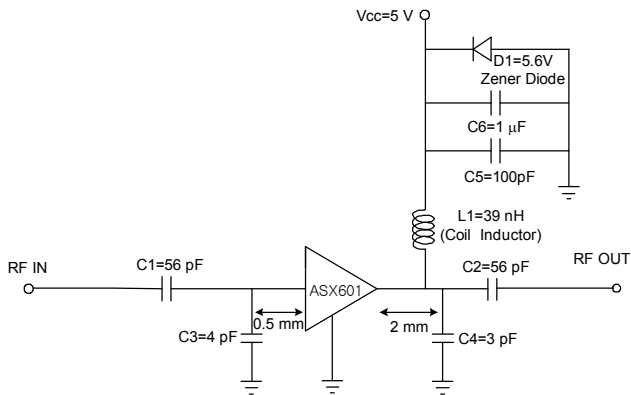 Vcc=5 V
D1=5.6V
Zener Diode
C6=1 μF
C5=100pF
L1=39 nH
(Coil Inductor)
RF IN
C1=56 pF
ASX601
C2=56 pF
RF OUT
0.5 mm
2 mm
C3=4 pF
C4=3 pF